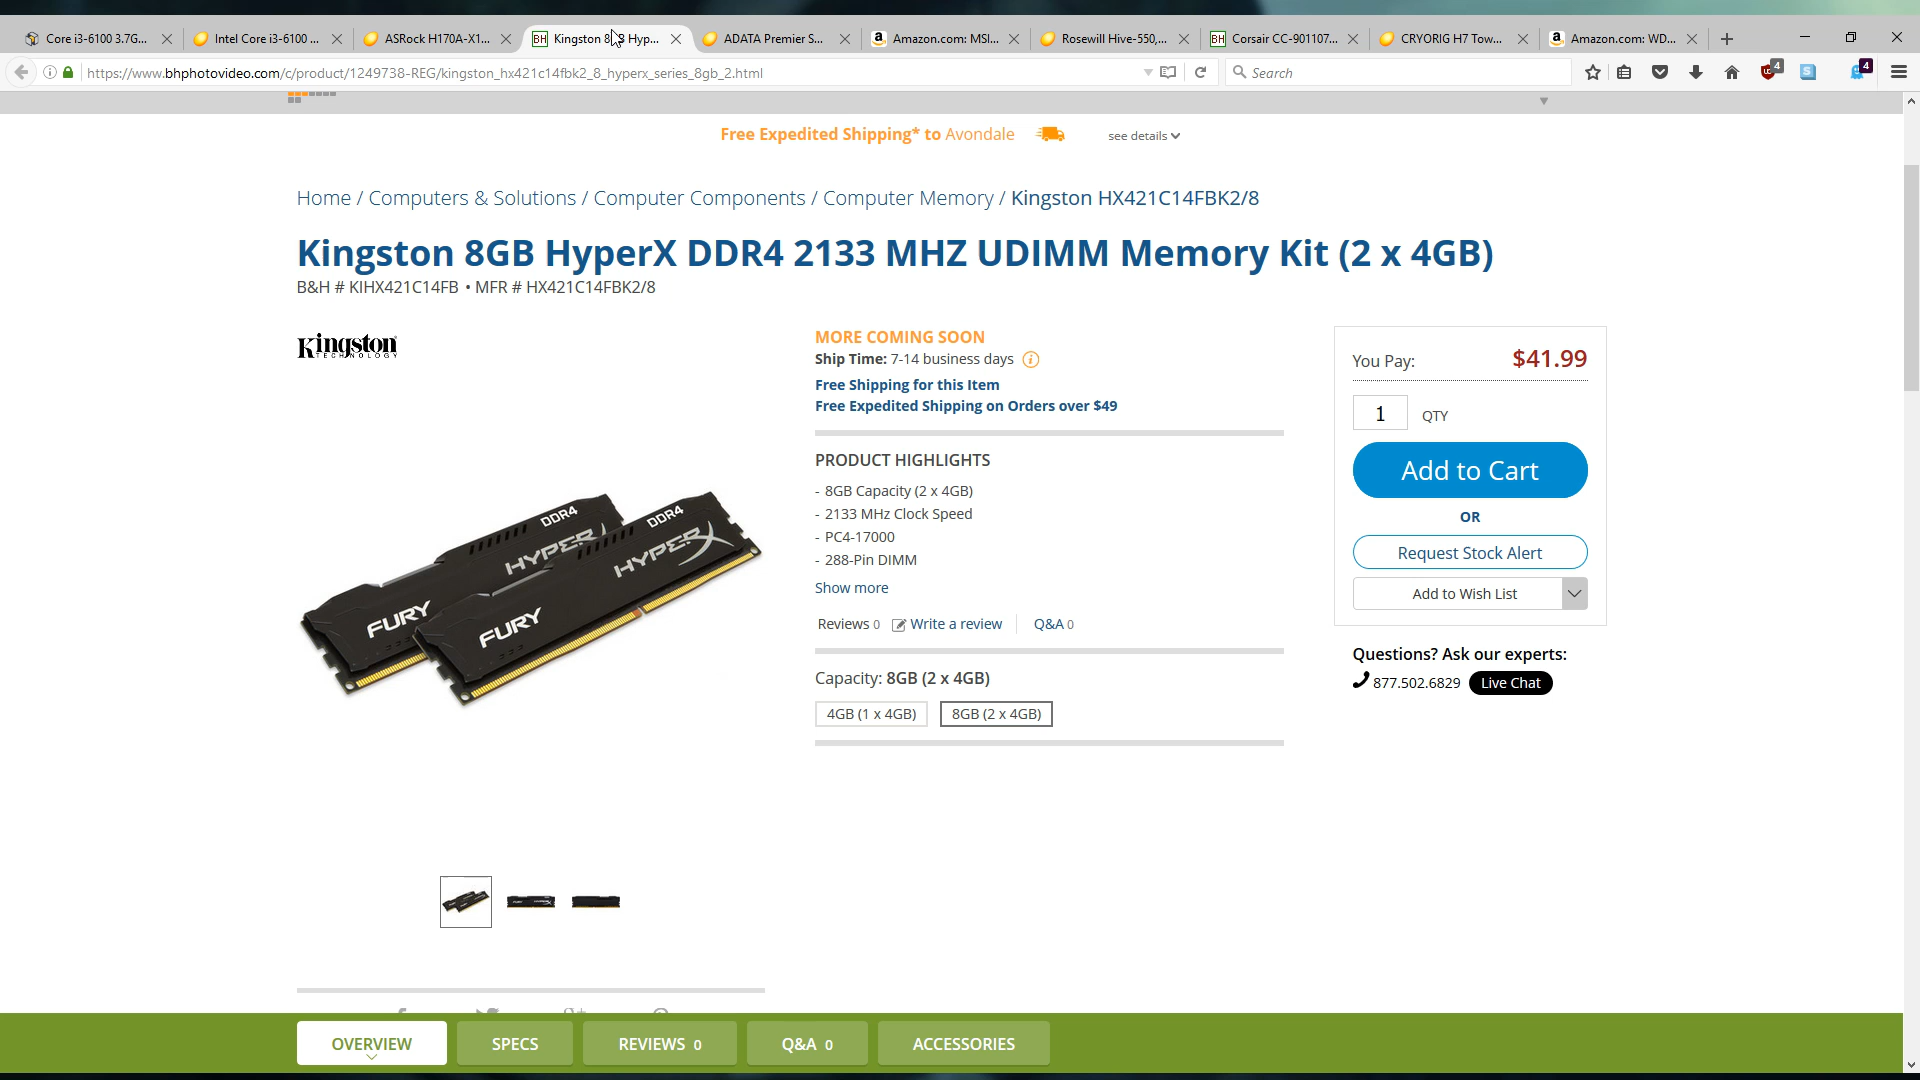 Core i3-6100 3.7G...
Intel Core i3-6100 ...
ASRock H170A-X1...
BH Kingston 8GB Hyp...
ADATA Premier S...
a Amazon.com: MSI...
Rosewill Hive-550,...
BH Corsair CC-901107...
CRYORIG H7 Tow...
a Amazon.com: WD...
https://www.bhphotovideo.com/c/product/1249738-REG/kingston_hx421c14fbk2_8_hyperx_series_8gb_2.html
Search
4
S
4
Free Expedited Shipping* to Avondale
see details
Home / Computers & Solutions / Computer Components / Computer Memory / Kingston HX421C14FBK2/8
Kingston 8GB HyperX DDR4 2133 MHZ UDIMM Memory Kit (2 x 4GB)
B&H # KIHX421C14FB • MFR # HX421C14FBK2/8
Kingston
TECHNOLOGY
DDR4
HYPERX
FURY
DDR4
HYPERX
FURY
MORE COMING SOON
Ship Time: 7-14 business days
Free Shipping for this Item
Free Expedited Shipping on Orders over $49
PRODUCT HIGHLIGHTS
- 8GB Capacity (2 x 4GB)
- 2133 MHz Clock Speed
- PC4-17000
- 288-Pin DIMM
Show more
Reviews 0
Write a review
Q&A 0
Capacity: 8GB (2 x 4GB)
4GB (1 x 4GB)
8GB (2 x 4GB)
You Pay: $41.99
1 QTY
Add to Cart
OR
Request Stock Alert
Add to Wish List
Questions? Ask our experts:
877.502.6829 Live Chat
OVERVIEW
SPECS
REVIEWS 0
Q&A 0
ACCESSORIES